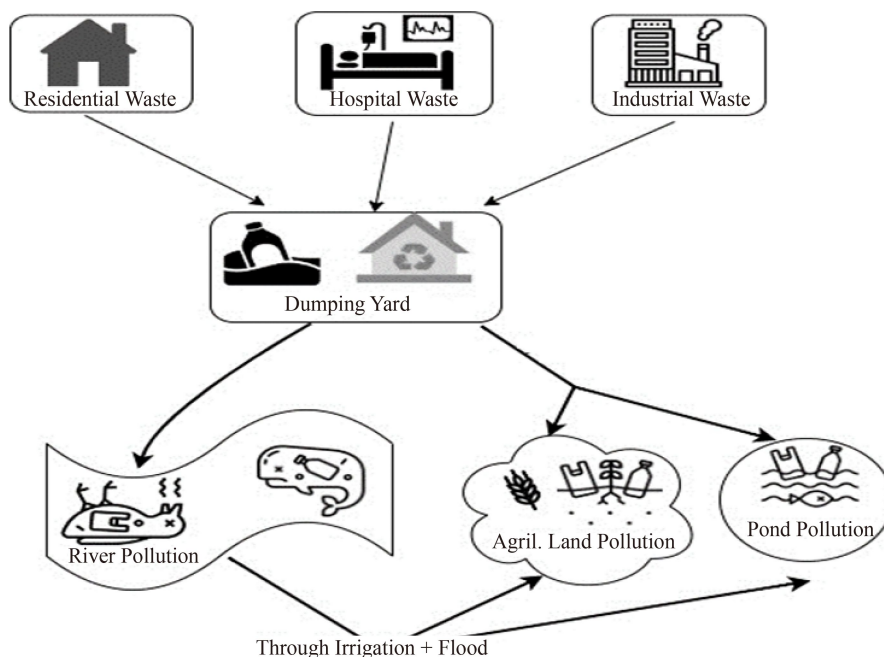 Residential Waste
Hospital Waste
Industrial Waste
Dumping Yard
River Pollution
Agril. Land Pollution
Pond Pollution
Through Irrigation + Flood